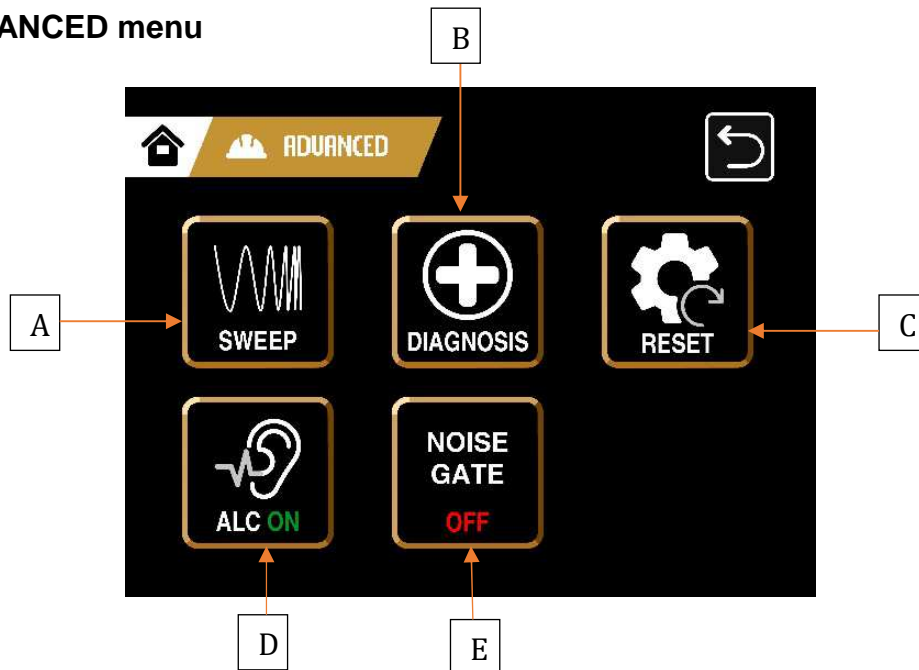 ANCED menu
B
ADVANCED
A
SWEEP
DIAGNOSIS
RESET
C
ALC ON
NOISE
GATE
OFF
D
E